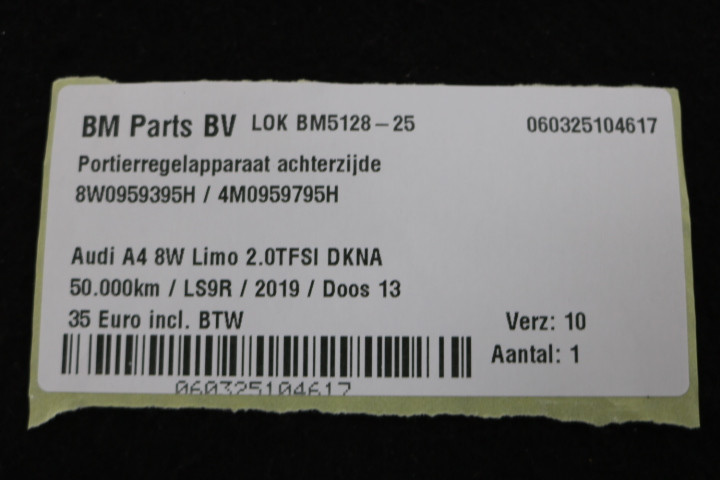 BM Parts BV LOK BM5128-25 060325104617
Portierregelapparaat achterzijde
8W0959395H / 4M0959795H
Audi A4 8W Limo 2.0TFSI DKNA
50.000km / LS9R / 2019 / Doos 13
35 Euro incl. BTW Verz: 10
Aantal: 1
060325104617